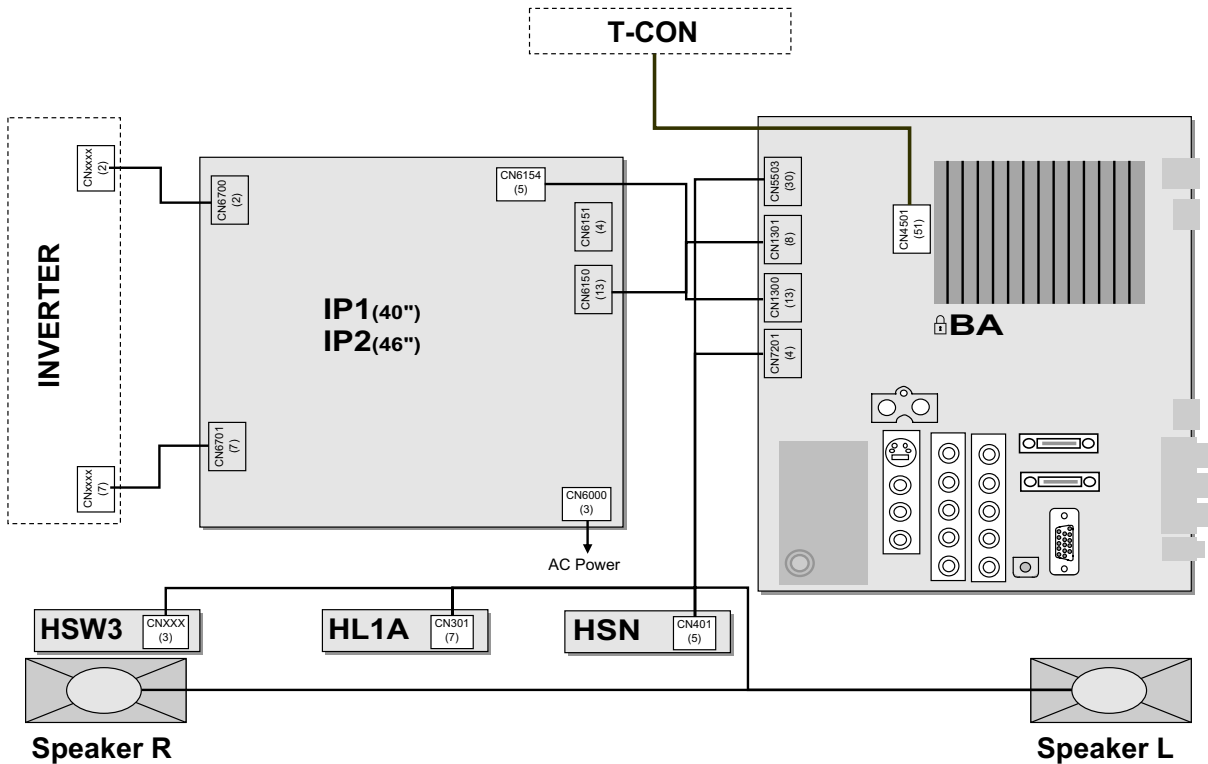 T-CON
INVERTER
CNxxxx
(2)
CNxxxx
(7)
CN6700
(2)
CN6701
(7)
CN6154
(5)
CN6151
(4)
CN6150
(13)
IP1(40")
IP2(46")
CN6000
(3)
AC Power
CN5503
(30)
CN1301
(8)
CN1300
(13)
CN7201
(4)
CN4501
(51)
BA
HSW3
CNXXX
(3)
HL1A
CN301
(7)
HSN
CN401
(5)
Speaker R
Speaker L